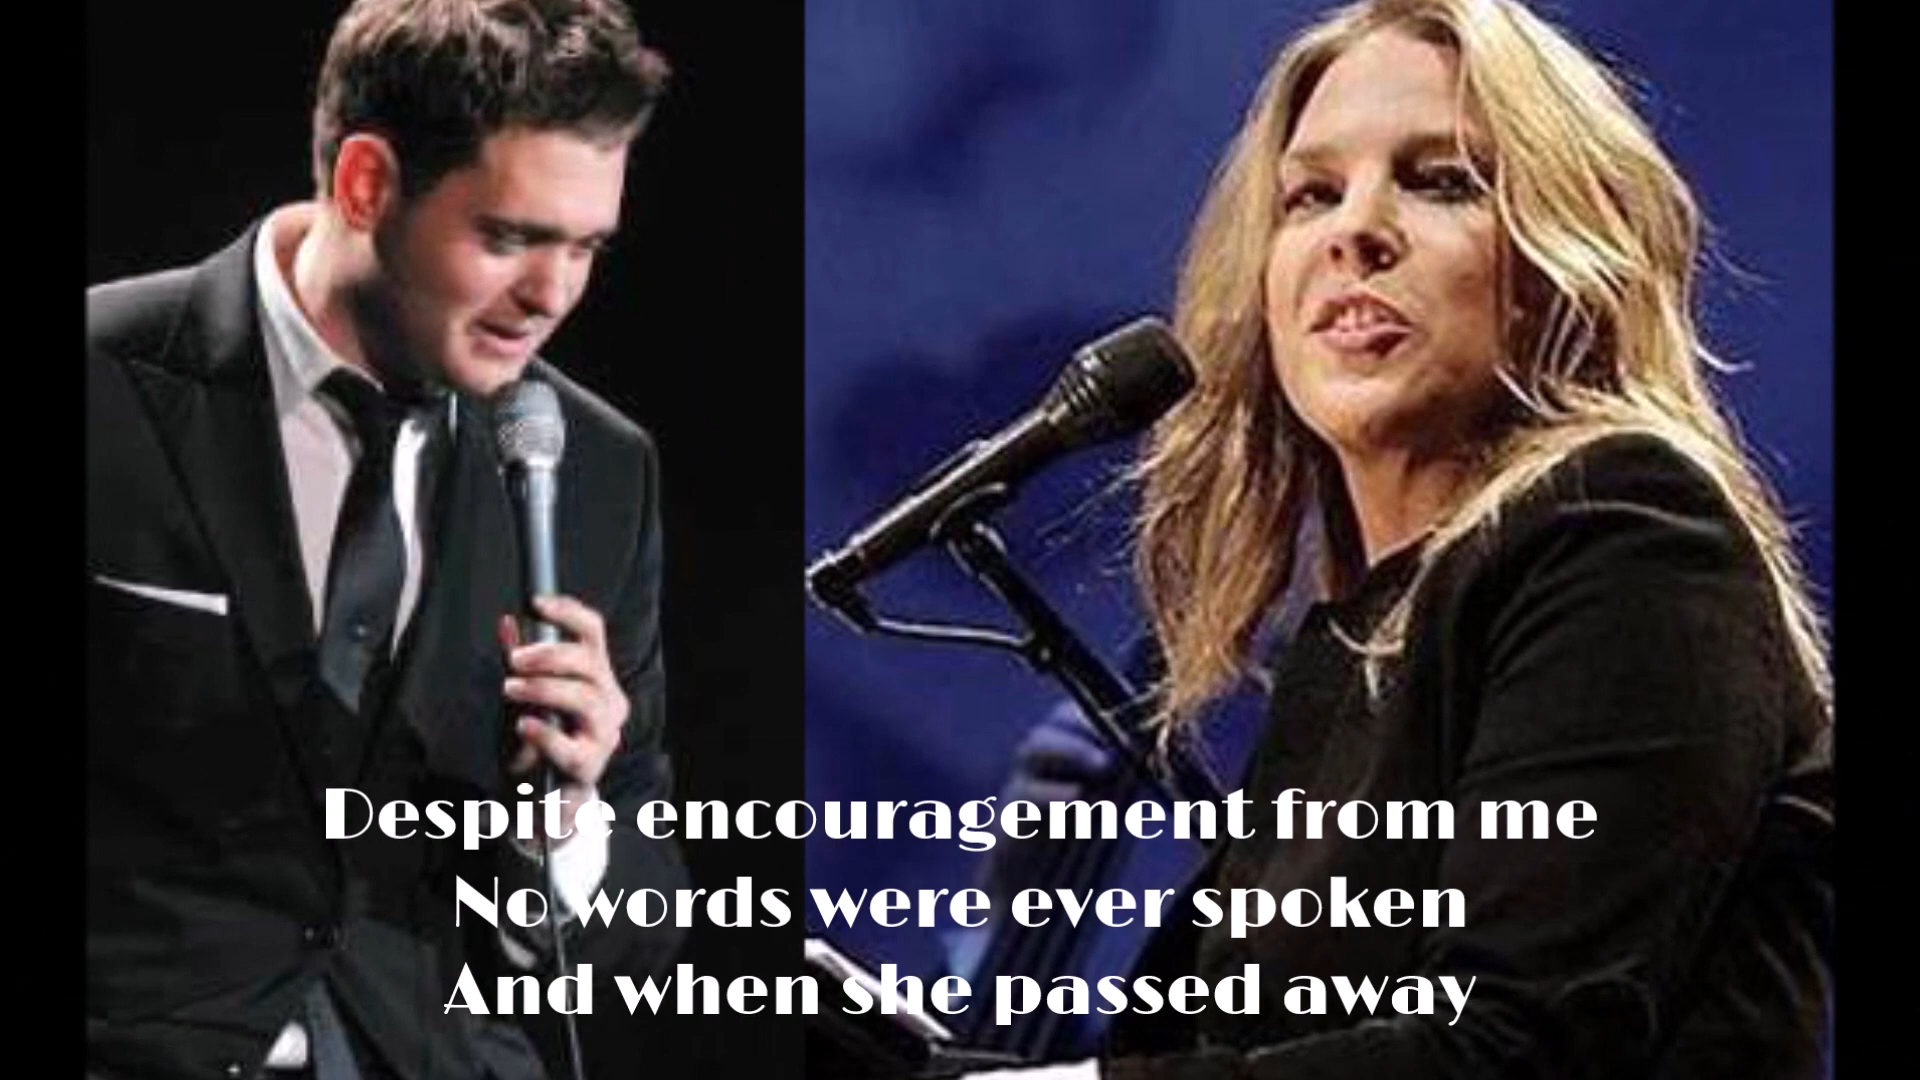 Despite encouragement from me
No words were ever spoken
And when she passed away